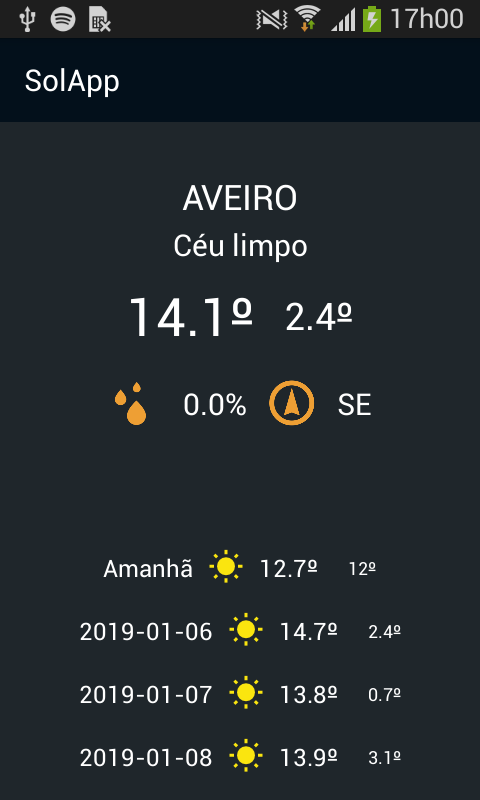 17h00
SolApp
AVEIRO
Céu limpo
14.1º 2.4º
0.0% SE
Amanhã 12.7º 12º
2019-01-06 14.7º 2.4º
2019-01-07 13.8º 0.7º
2019-01-08 13.9º 3.1º